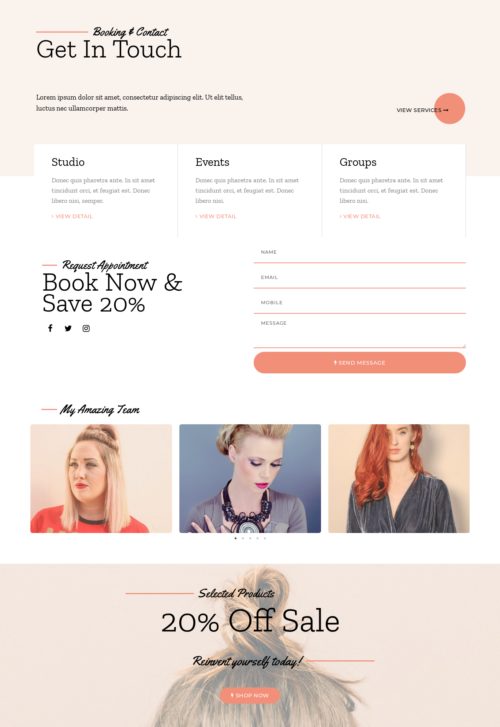 Booking & Contact
Get In Touch
Lorem ipsum dolor sit amet, consectetur adipiscing elit. Ut elit tellus,
luctus nec ullamcorper mattis.
VIEW SERVICES
Studio
Donec quis pharetra ante. In sit amet
tincidunt orci, et feugiat est. Donec
libero nisi, semper.
VIEW DETAIL
Events
Donec quis pharetra ante. In sit amet
tincidunt orci, et feugiat est. Donec
libero nisi.
VIEW DETAIL
Groups
Donec quis pharetra ante. In sit amet
tincidunt orci, et feugiat est. Donec
libero nisi.
VIEW DETAIL
Request Appointment
Book Now &
Save 20%
NAME
EMAIL
MOBILE
MESSAGE
SEND MESSAGE
My Amazing Team
Selected Products
20% Off Sale
Reinvent yourself today!
SHOP NOW